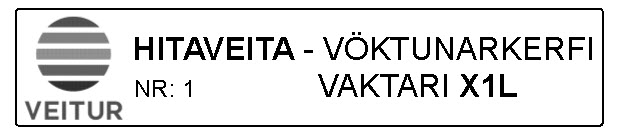 HITAVEITA - VÖKTUNARKERFI
NR: 1 VAKTARI X1L
VEITUR